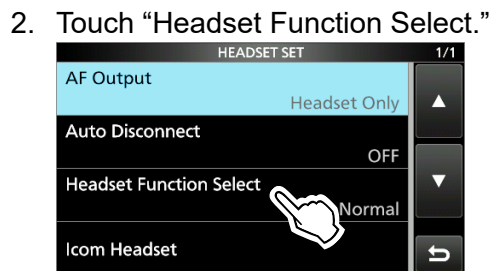 2. Touch “Headset Function Select.”
HEADSET SET 1/1
AF Output
Headset Only
Auto Disconnect
OFF
Headset Function Select
Normal
Icom Headset